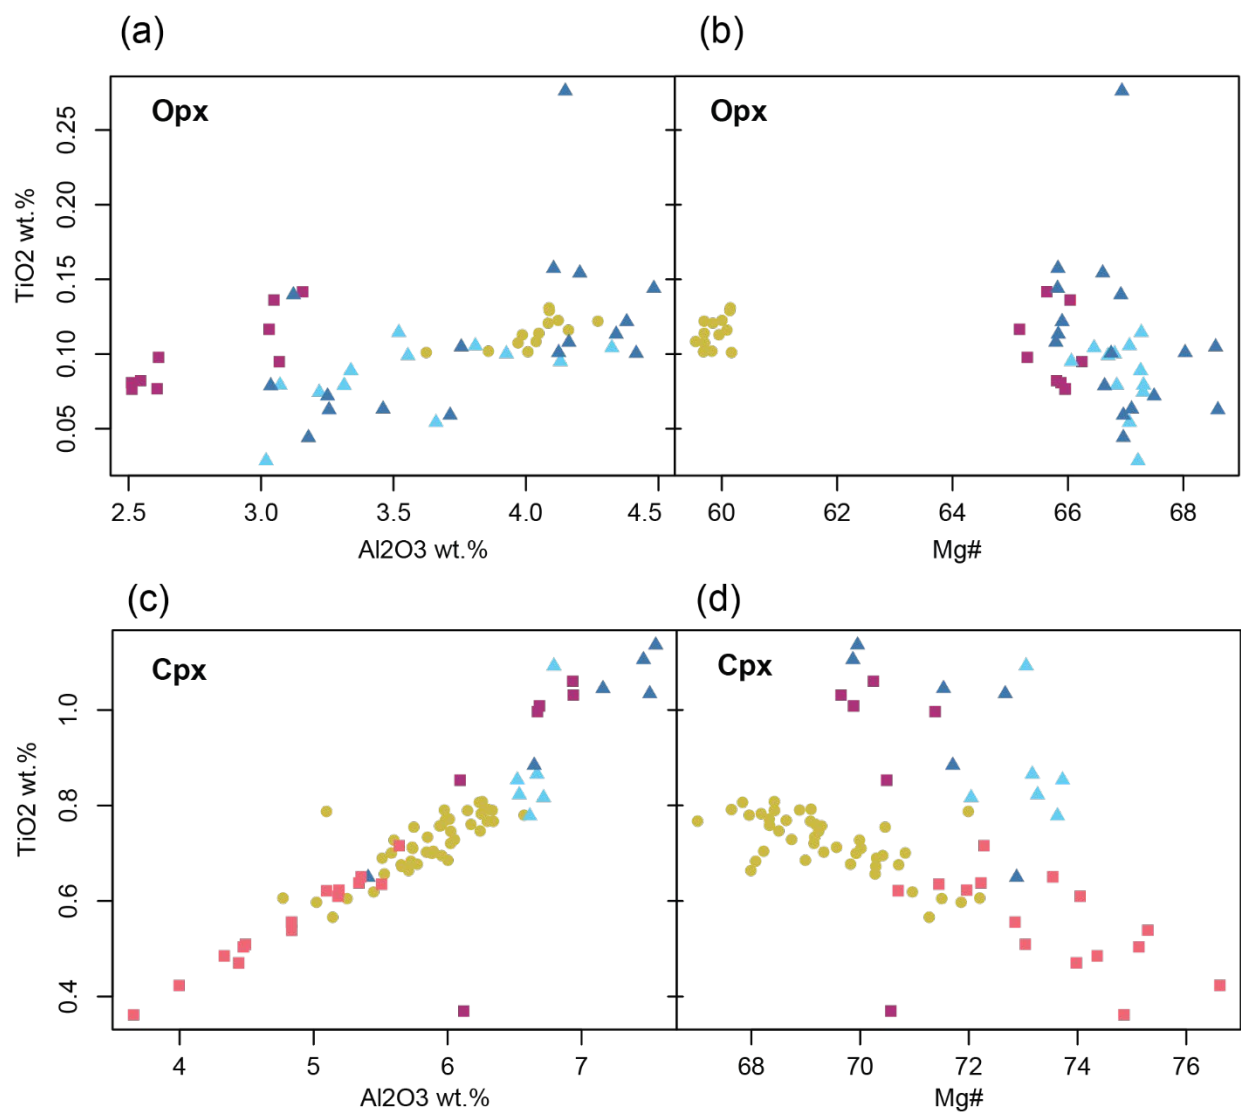 (a)
(b)
Opx
Opx
TiO2 wt.%
0.25
0.20
0.15
0.10
0.05
2.5 3.0 3.5 4.0 4.5
60 62 64 66 68
Al2O3 wt.%
Mg#
(c)
(d)
Cpx
Cpx
TiO2 wt.%
1.0
0.8
0.6
0.4
4 5 6 7
68 70 72 74 76
Al2O3 wt.%
Mg#